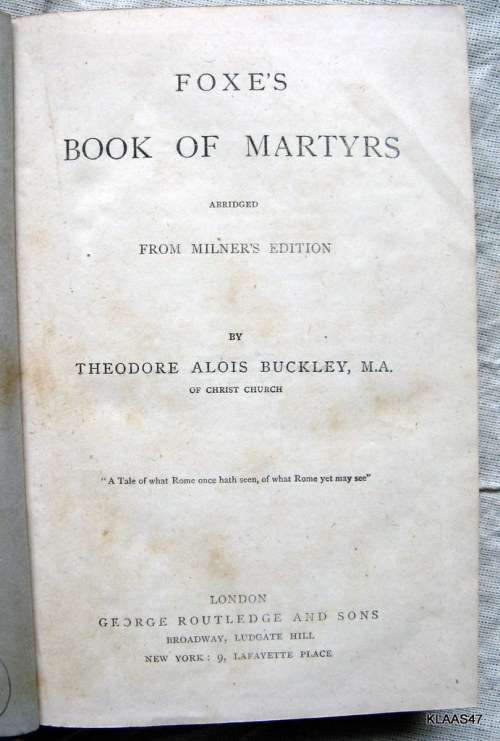 FOXE'S
BOOK OF MARTYRS
ABRIDGED
FROM MILNER'S EDITION
BY
THEODORE ALOIS BUCKLEY, M.A.
OF CHRIST CHURCH
"A Tale of what Rome once hath seen, of what Rome yet may see"
LONDON
GEORGE ROUTLEDGE AND SONS
BROADWAY, LUDGATE HILL
NEW YORK: 9, LAFAYETTE PLACE
KLAAS47